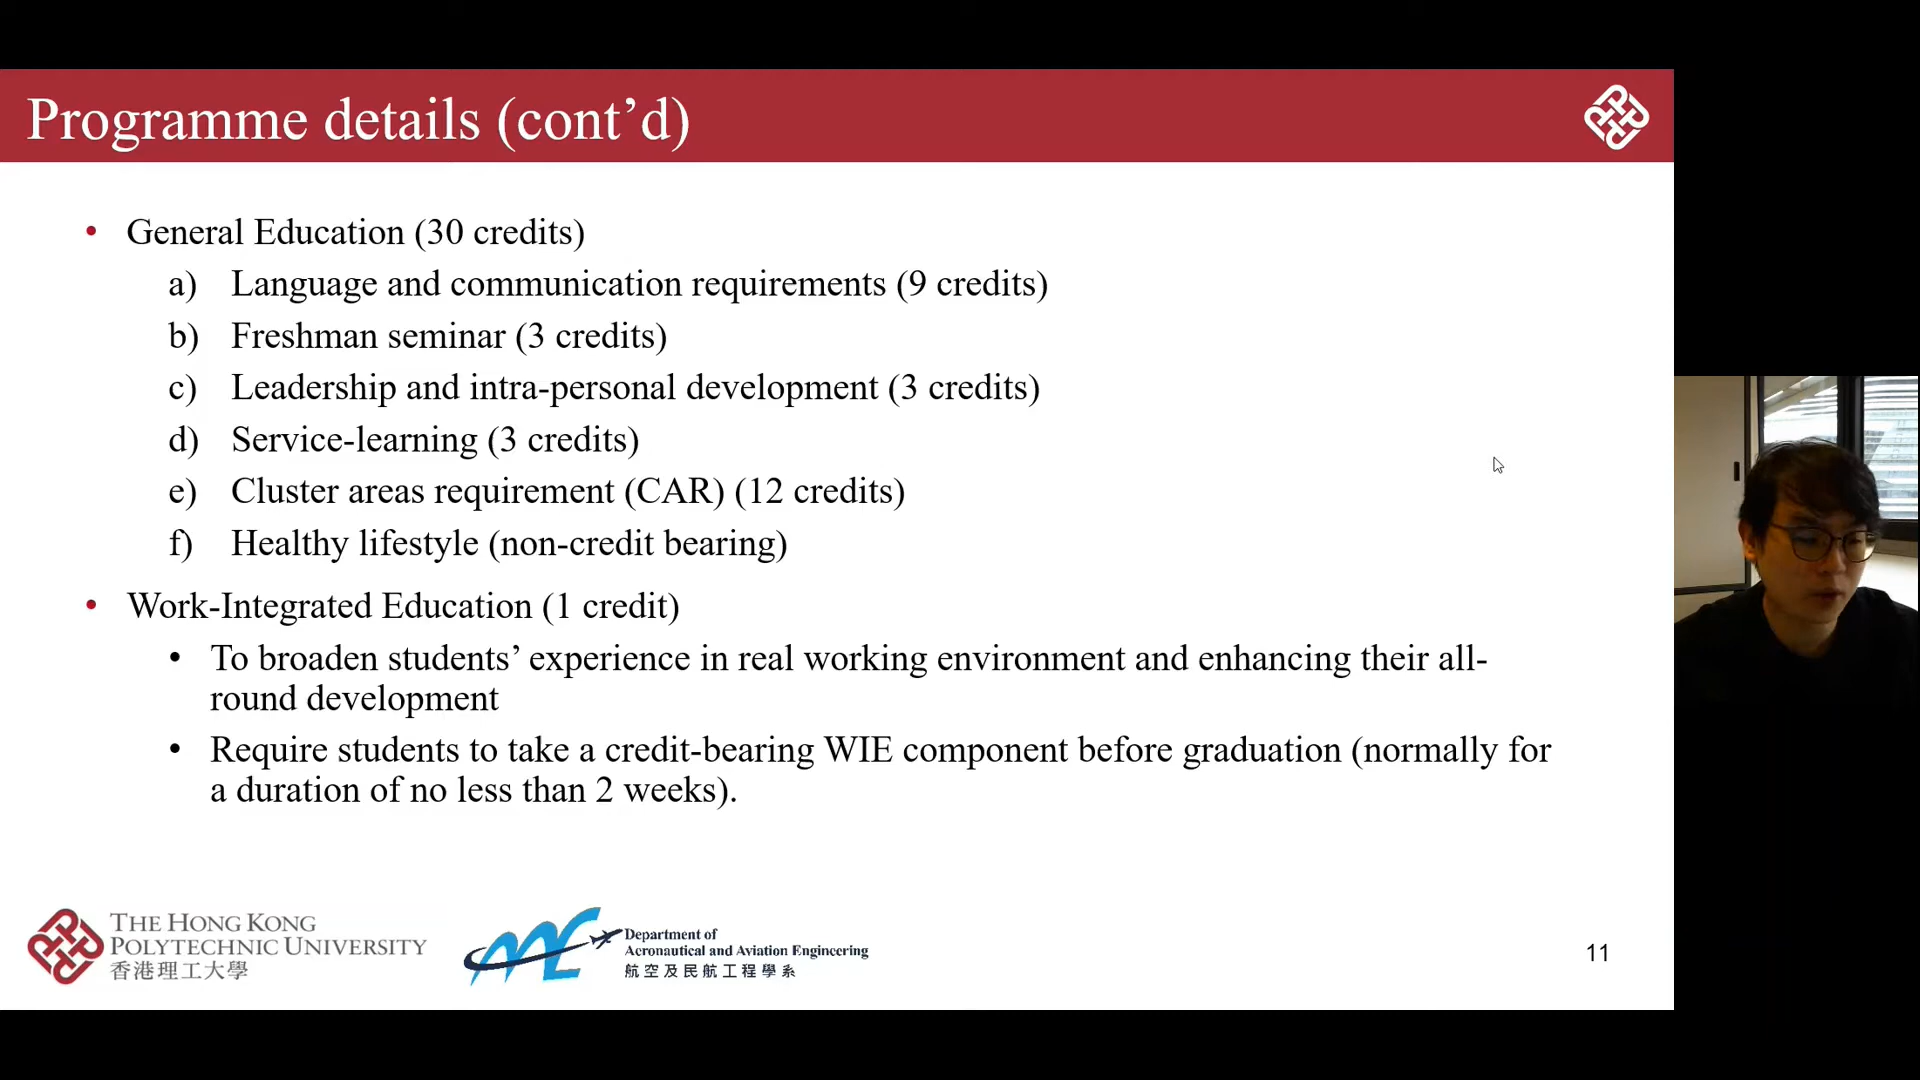 Programme details (cont’d)
• General Education (30 credits)
a) Language and communication requirements (9 credits)
b) Freshman seminar (3 credits)
c) Leadership and intra-personal development (3 credits)
d) Service-learning (3 credits)
e) Cluster areas requirement (CAR) (12 credits)
f) Healthy lifestyle (non-credit bearing)
• Work-Integrated Education (1 credit)
• To broaden students’ experience in real working environment and enhancing their all-
round development
• Require students to take a credit-bearing WIE component before graduation (normally for
a duration of no less than 2 weeks).
THE HONG KONG
POLYTECHNIC UNIVERSITY
香港理工大學
Department of
Aeronautical and Aviation Engineering
航空及民航工程學系
11